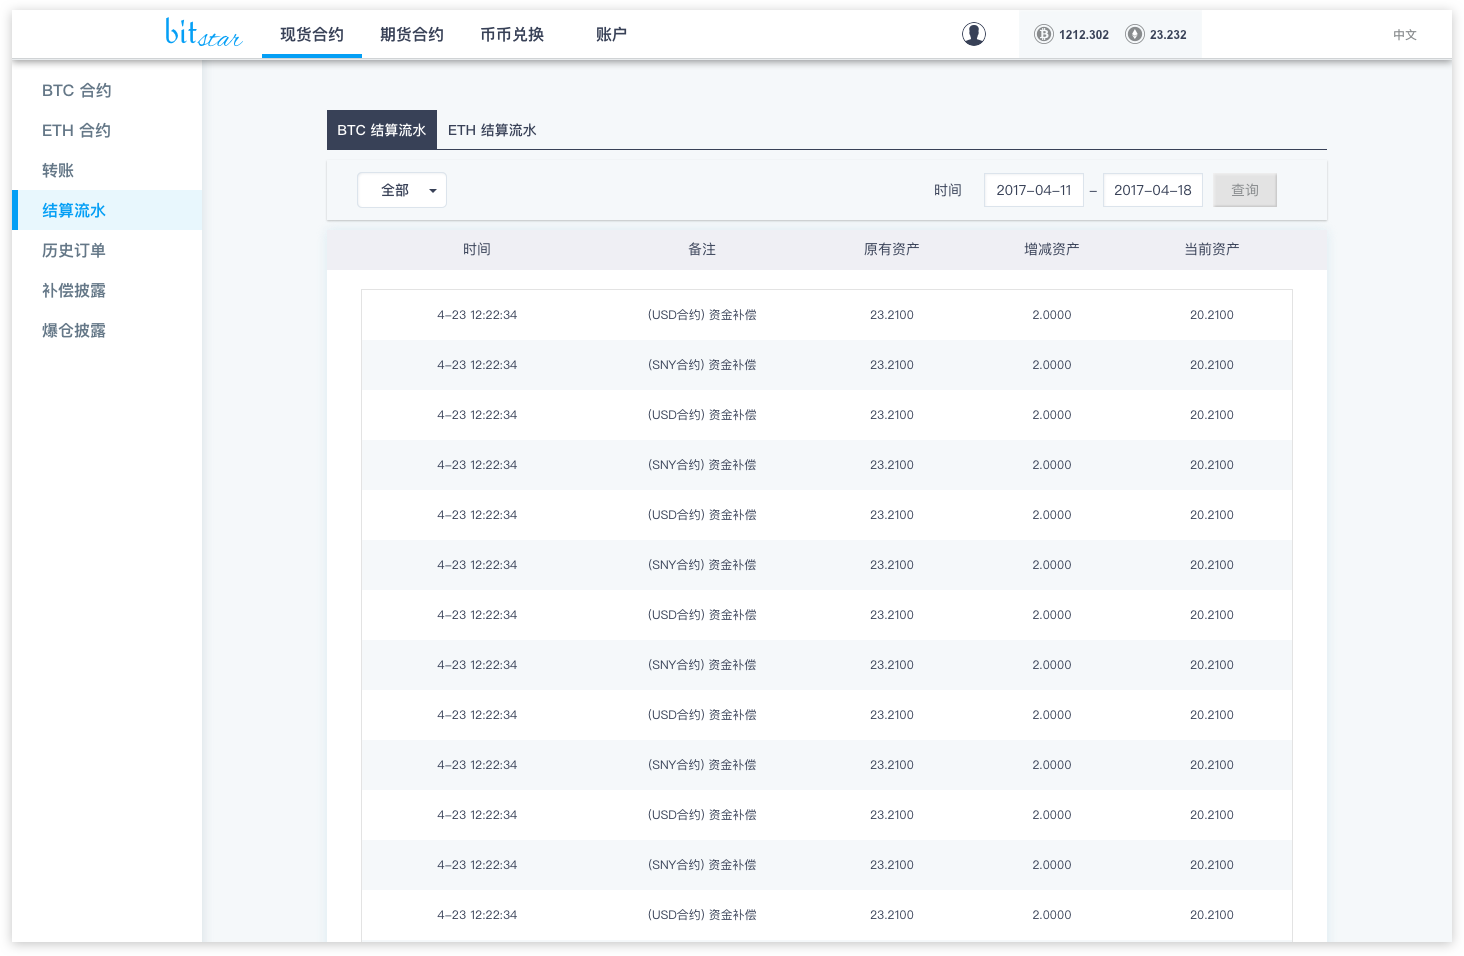 bitstar 现货合约 期货合约 币币兑换 账户 1212.302 23.232 中文
BTC 合约
ETH 合约
转账
结算流水
历史订单
补偿披露
爆仓披露
BTC 结算流水 ETH 结算流水
全部 时间 2017-04-11 - 2017-04-18 查询
时间 备注 原有资产 增减资产 当前资产
4-23 12:22:34 (USD合约) 资金补偿 23.2100 2.0000 20.2100
4-23 12:22:34 (SNY合约) 资金补偿 23.2100 2.0000 20.2100
4-23 12:22:34 (USD合约) 资金补偿 23.2100 2.0000 20.2100
4-23 12:22:34 (SNY合约) 资金补偿 23.2100 2.0000 20.2100
4-23 12:22:34 (USD合约) 资金补偿 23.2100 2.0000 20.2100
4-23 12:22:34 (SNY合约) 资金补偿 23.2100 2.0000 20.2100
4-23 12:22:34 (USD合约) 资金补偿 23.2100 2.0000 20.2100
4-23 12:22:34 (SNY合约) 资金补偿 23.2100 2.0000 20.2100
4-23 12:22:34 (USD合约) 资金补偿 23.2100 2.0000 20.2100
4-23 12:22:34 (SNY合约) 资金补偿 23.2100 2.0000 20.2100
4-23 12:22:34 (USD合约) 资金补偿 23.2100 2.0000 20.2100
4-23 12:22:34 (SNY合约) 资金补偿 23.2100 2.0000 20.2100
4-23 12:22:34 (USD合约) 资金补偿 23.2100 2.0000 20.2100